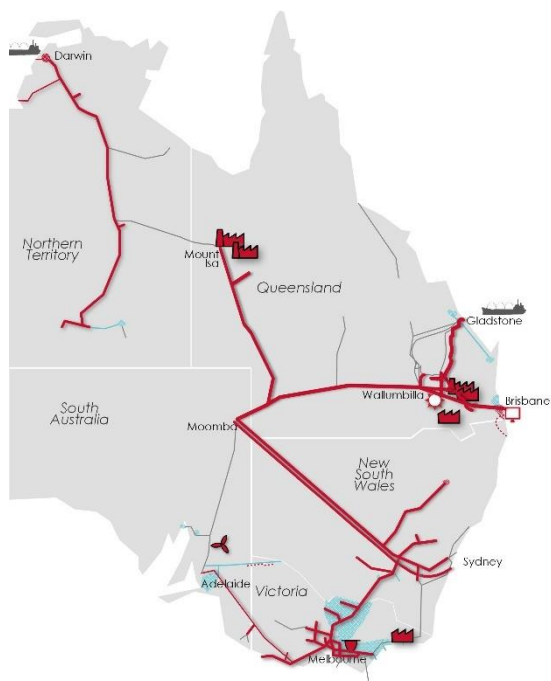 Darwin
Northern
Territory
Mount
Isa
Queensland
Gladstone
Wallumbilla
Brisbane
South
Australia
Moomba
New
South
Wales
Sydney
Adelaide
Victoria
Melbourne